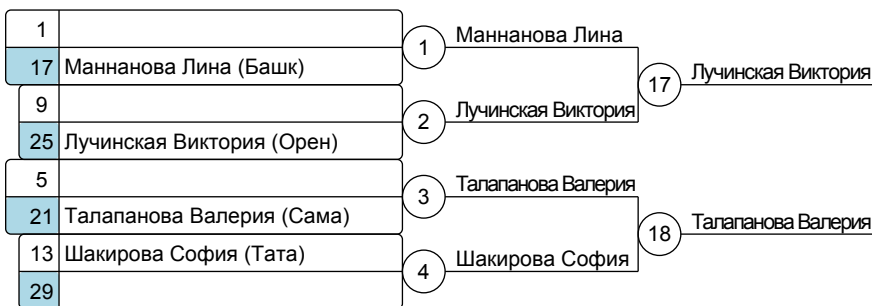 1
17 Маннанова Лина (Башк)
9
25 Лучинская Виктория (Орен)
5
21 Талапанова Валерия (Сама)
13 Шакирова София (Тата)
29
1 Маннанова Лина
2 Лучинская Виктория
3 Талапанова Валерия
4 Шакирова София
17 Лучинская Виктория
18 Талапанова Валерия